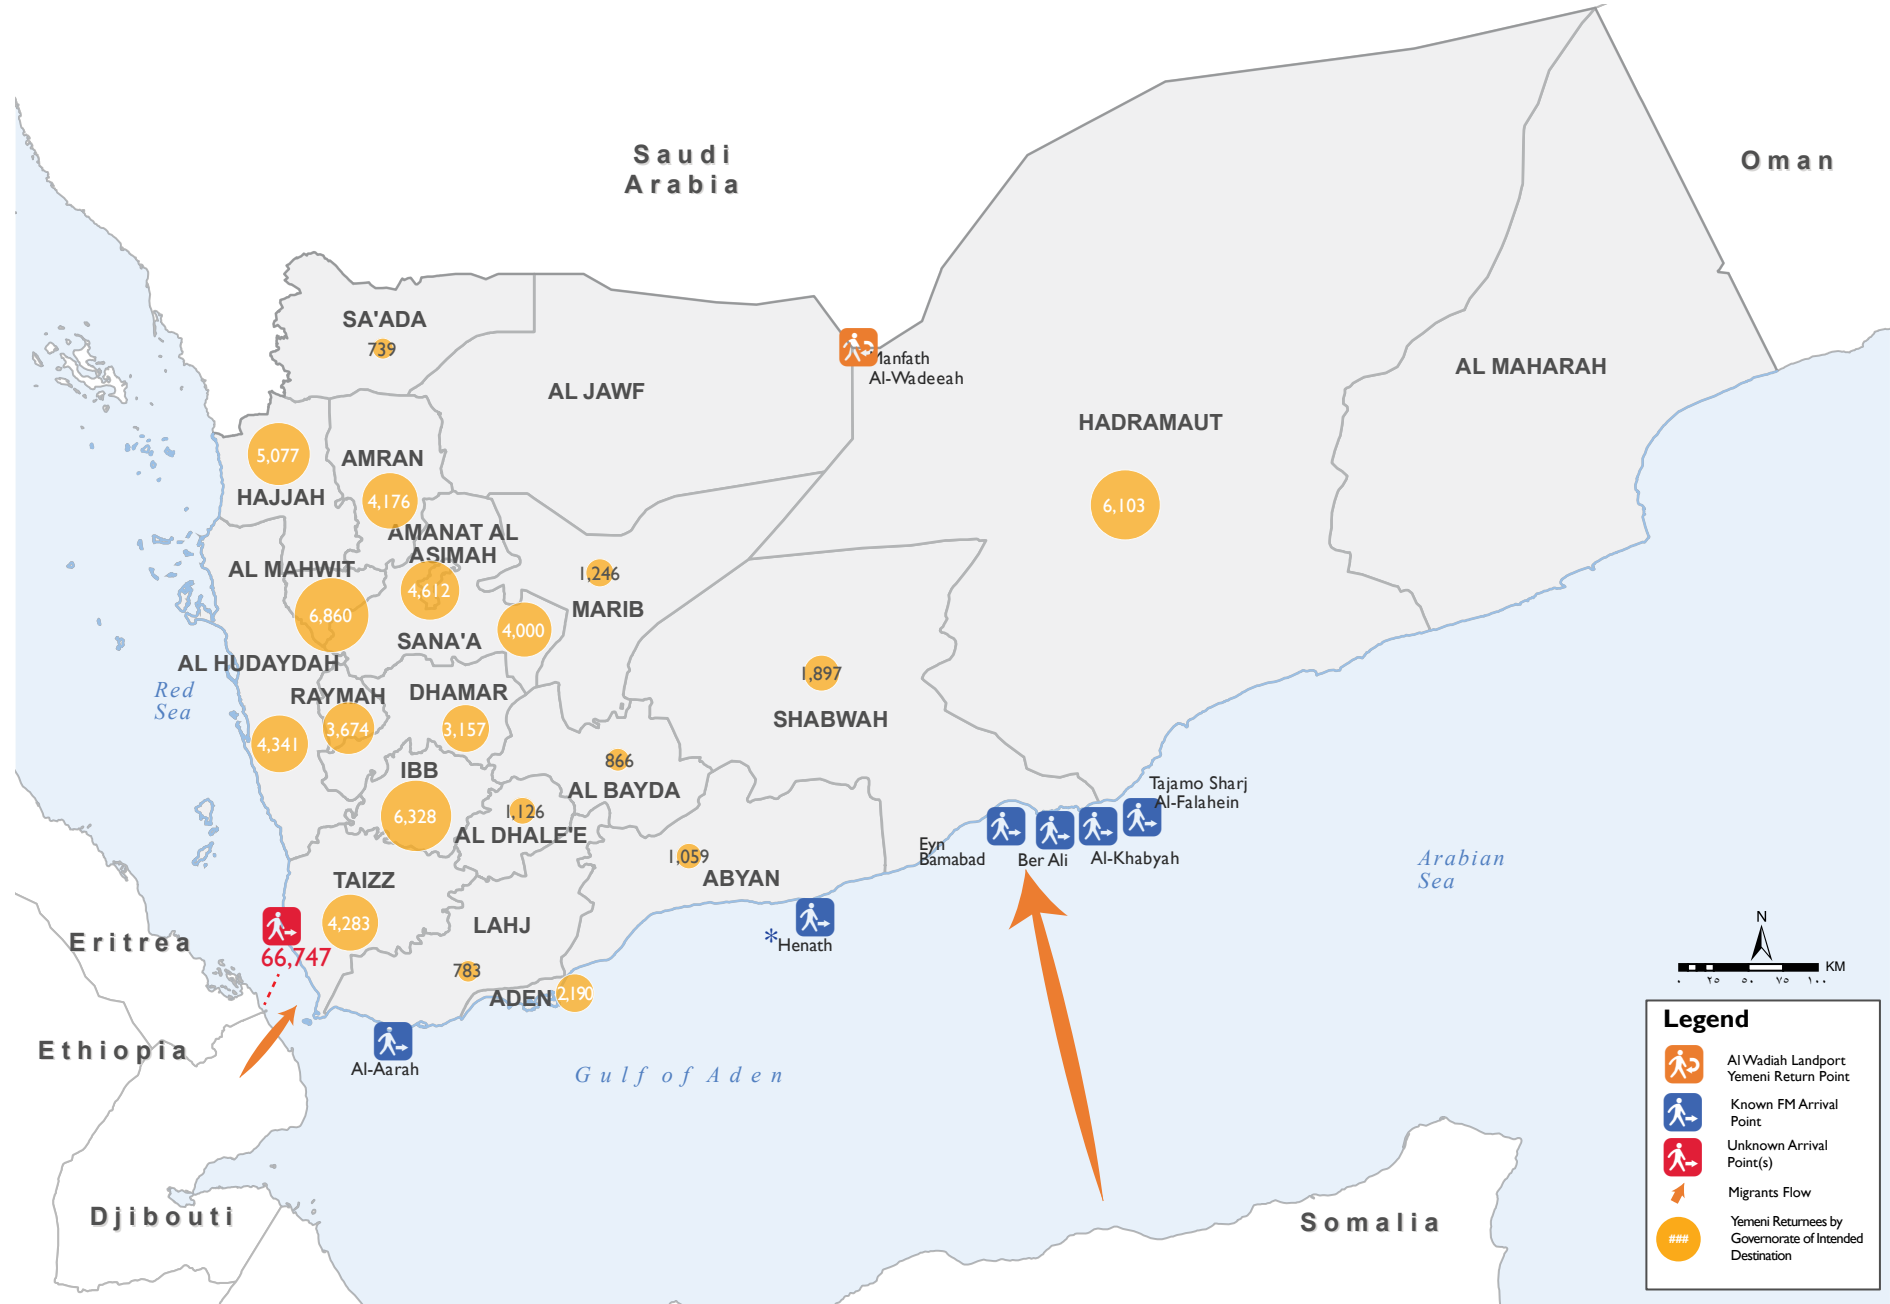 Saudi
Arabia
Oman
SA'ADA
739
AL JAWF
Manfath
Al-Wadeeah
AL MAHARAH
HADRAMAUT
6,103
5,077
HAJJAH
AMRAN
4,176
AMANAT AL
ASIMAH
4,612
AL MAHWIT
6,860
1,246
MARIB
4,000
SANA'A
AL HUDAYDAH
Red
Sea
RAYMAH
3,674
DHAMAR
3,157
4,341
1,897
SHABWAH
IBB
6,328
866
AL BAYDA
1,126
AL DHALE'E
1,059
ABYAN
TAIZZ
4,283
LAHJ
783
ADEN
2,190
Tajamo Sharj
Al-Falahein
Eyn
Bamabad
Ber Ali
Al-Khabyah
*Henath
Arabian
Sea
66,747
Eritrea
Ethiopia
Al-Aarah
Gulf of Aden
Djibouti
Somalia
N
KM
٠ ٢٥ ٥٠ ٧٥ ١٠٠
Legend
Al Wadiah Landport
Yemeni Return Point
Known FM Arrival
Point
Unknown Arrival
Point(s)
Migrants Flow
###
Yemeni Returnees by
Governorate of Intended
Destination